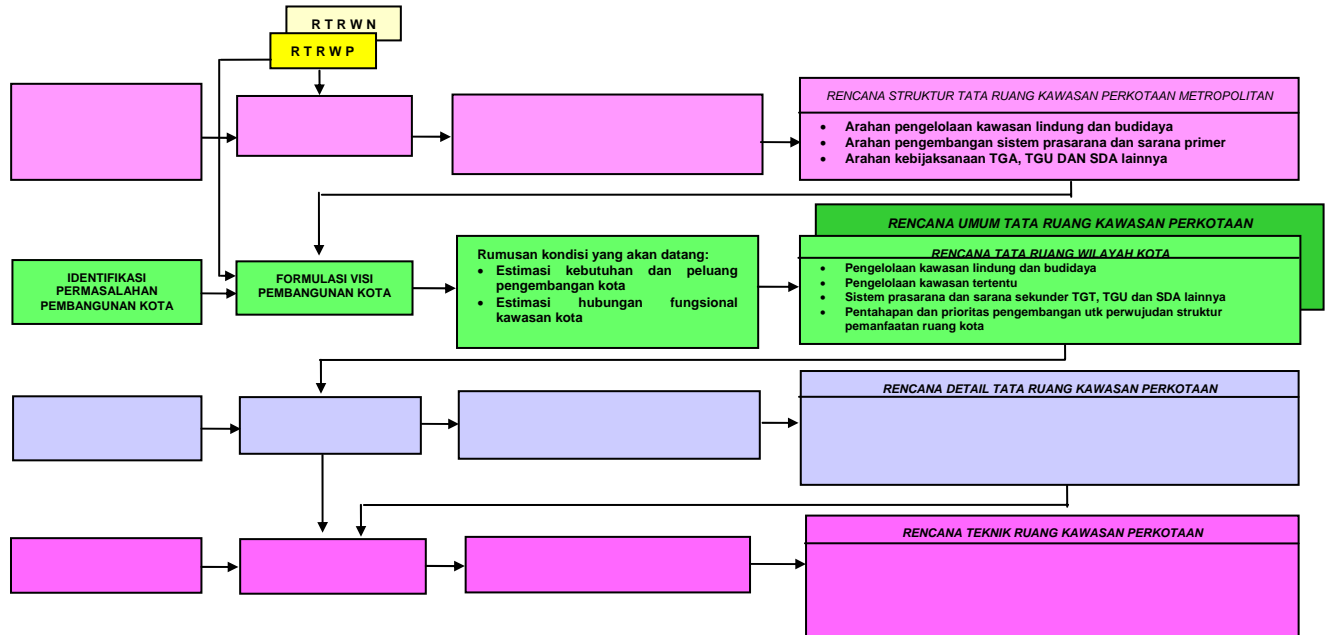 R T R W N
R T R W P
RENCANA STRUKTUR TATA RUANG KAWASAN PERKOTAAN METROPOLITAN
• Arahan pengelolaan kawasan lindung dan budidaya
• Arahan pengembangan sistem prasarana dan sarana primer
• Arahan kebijaksanaan TGA, TGU DAN SDA lainnya
IDENTIFIKASI
PERMASALAHAN
PEMBANGUNAN KOTA
FORMULASI VISI
PEMBANGUNAN KOTA
Rumusan kondisi yang akan datang:
• Estimasi kebutuhan dan peluang
pengembangan kota
• Estimasi hubungan fungsional
kawasan kota
RENCANA UMUM TATA RUANG KAWASAN PERKOTAAN
RENCANA TATA RUANG WILAYAH KOTA
• Pengelolaan kawasan lindung dan budidaya
• Pengelolaan kawasan tertentu
• Sistem prasarana dan sarana sekunder TGT, TGU dan SDA lainnya
• Pentahapan dan prioritas pengembangan utk perwujudan struktur
pemanfaatan ruang kota
RENCANA DETAIL TATA RUANG KAWASAN PERKOTAAN
RENCANA TEKNIK RUANG KAWASAN PERKOTAAN